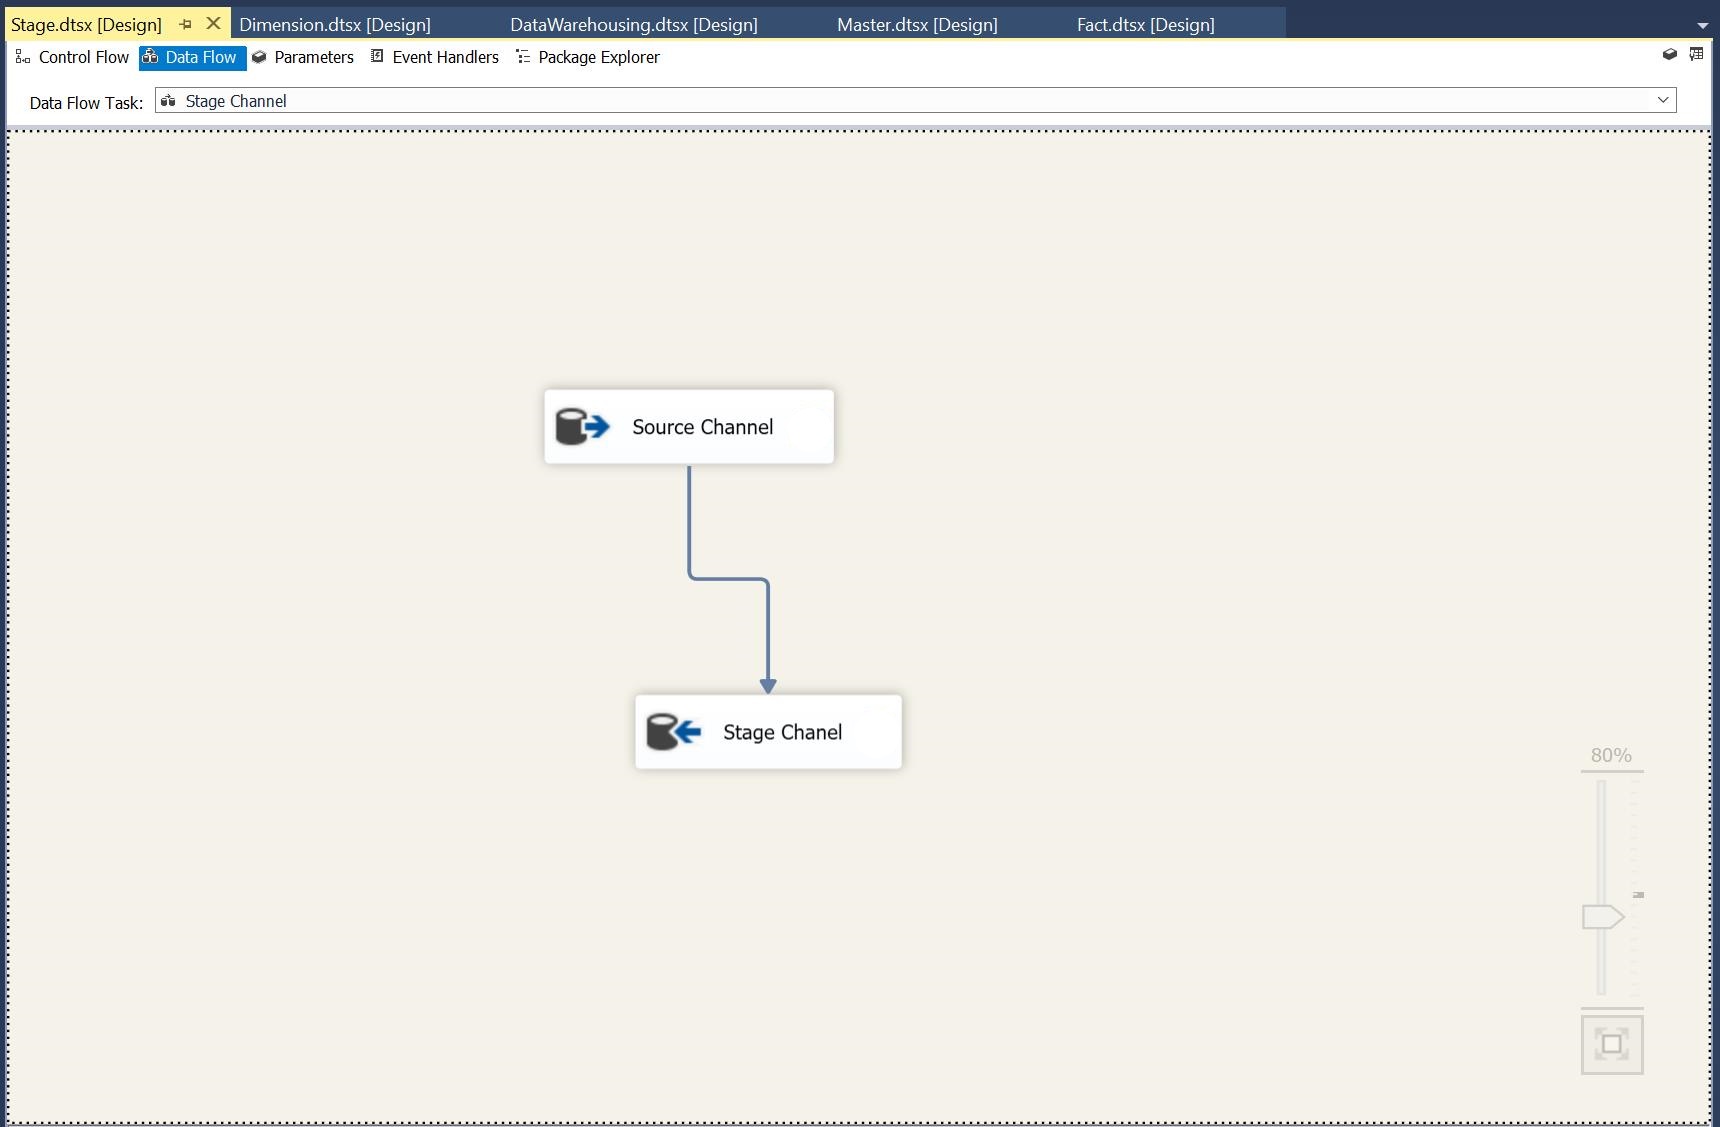 Stage.dtsx [Design] Dimension.dtsx [Design] DataWarehousing.dtsx [Design] Master.dtsx [Design] Fact.dtsx [Design]
Control Flow Data Flow Parameters Event Handlers Package Explorer
Data Flow Task: Stage Channel
Source Channel
Stage Chanel
80%